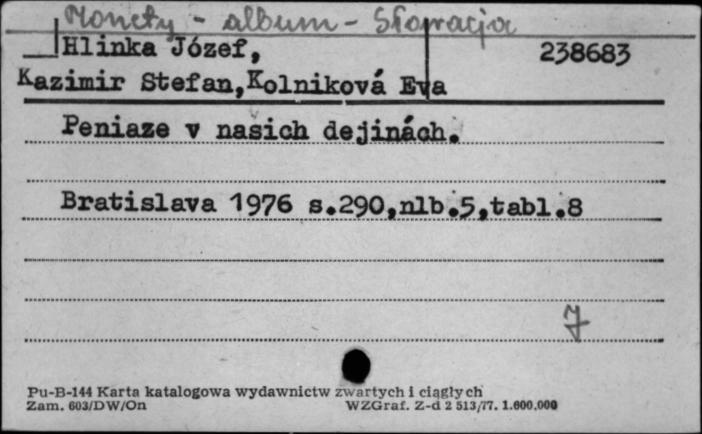 Monety - album - Słowacja
Hlinka Józef, 238683
Kazimir Stefan,Kolniková Eva
Peniaze v nasich dejinách.
Bratislava 1976 s.290,nlb.5,tabl.8
7
Pu-B-144 Karta katalogowa wydawnictw zwartych i ciągłych
Zam. 603/DW/On WZGraf. Z-d 2 513/77. 1.600.000